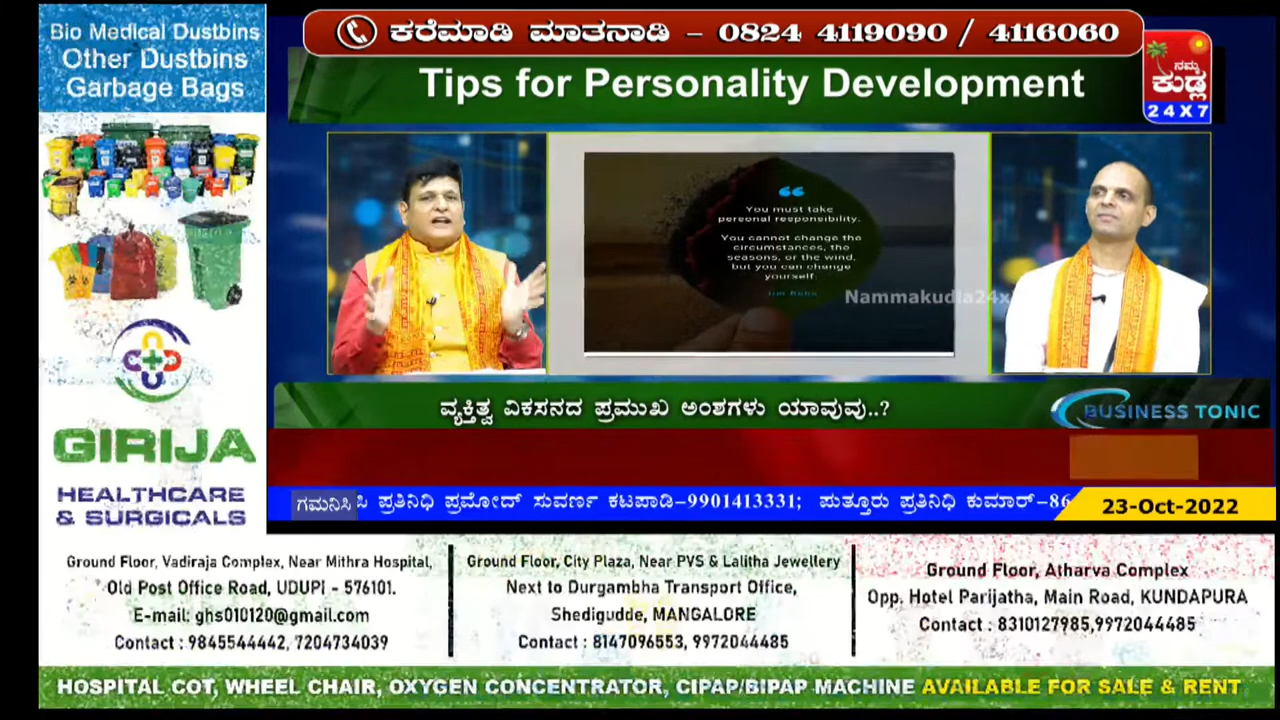 Bio Medical Dustbins
Other Dustbins
Garbage Bags
GIRIJA
HEALTHCARE
& SURGICALS
ಕರೆಮಾಡಿ ಮಾತನಾಡಿ – 0824 4119090 / 4116060
Tips for Personality Development
ನಮ್ಮ
ಕುಡ್ಲ
24X7
You must take
personal responsibility.
You cannot change the
circumstances, the
seasons, or the wind,
but you can change
yourself.
Jim Rohn
Nammakudla24x
ವ್ಯಕ್ತಿತ್ವ ವಿಕಸನದ ಪ್ರಮುಖ ಅಂಶಗಳು ಯಾವುವು..?
BUSINESS TONIC
ಗಮನಿಸಿ ಪ್ರತಿನಿಧಿ ಪ್ರಮೋದ್ ಸುವರ್ಣ ಕಟಪಾಡಿ–9901413331; ಪುತ್ತೂರು ಪ್ರತಿನಿಧಿ ಕುಮಾರ್–86
23-Oct-2022
Ground Floor, Vadiraja Complex, Near Mithra Hospital,
Old Post Office Road, UDUPI - 576101.
E-mail: ghs010120@gmail.com
Contact : 9845544442, 7204734039
Ground Floor, City Plaza, Near PVS & Lalitha Jewellery
Next to Durgambha Transport Office,
Shedigudde, MANGALORE
Contact : 8147096553, 9972044485
Ground Floor, Atharva Complex
Opp. Hotel Parijatha, Main Road, KUNDAPURA
Contact : 8310127985,9972044485
HOSPITAL COT, WHEEL CHAIR, OXYGEN CONCENTRATOR, CIPAP/BIPAP MACHINE AVAILABLE FOR SALE & RENT